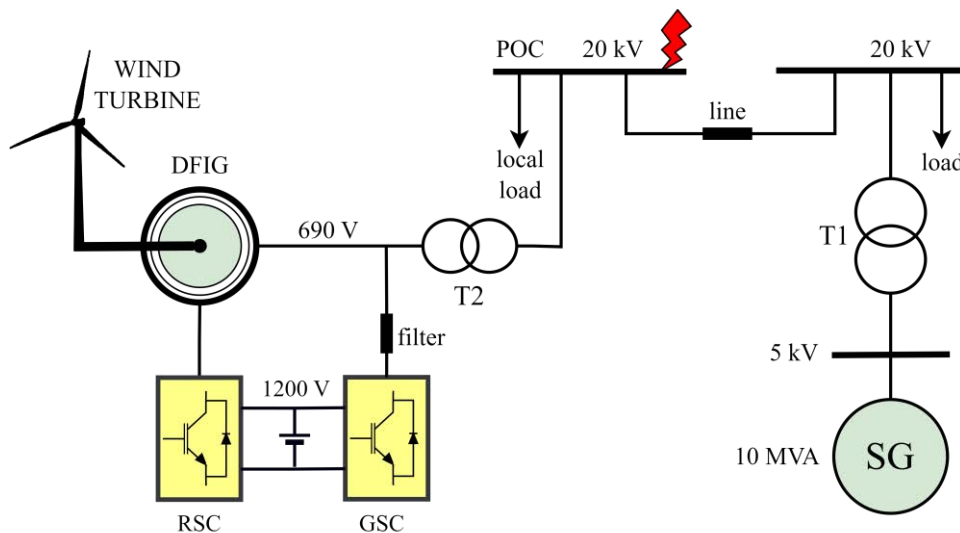 WIND
TURBINE
DFIG
690 V
T2
filter
1200 V
RSC
GSC
POC
20 kV
local
load
line
20 kV
load
T1
5 kV
10 MVA
SG